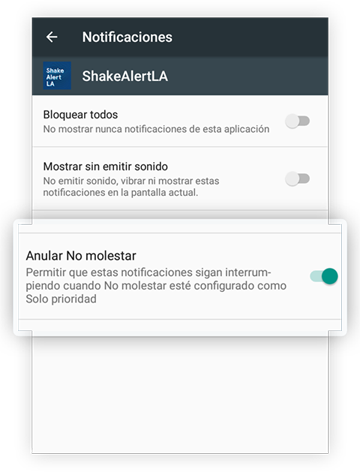 Notificaciones
Shake
Alert
LA
ShakeAlertLA
Bloquear todos
No mostrar nunca notificaciones de esta aplicación
Mostrar sin emitir sonido
No emitir sonido, vibrar ni mostrar estas
notificaciones en la pantalla actual.
Anular No molestar
Permitir que estas notificaciones sigan interrum-
piendo cuando No molestar esté configurado como
Solo prioridad